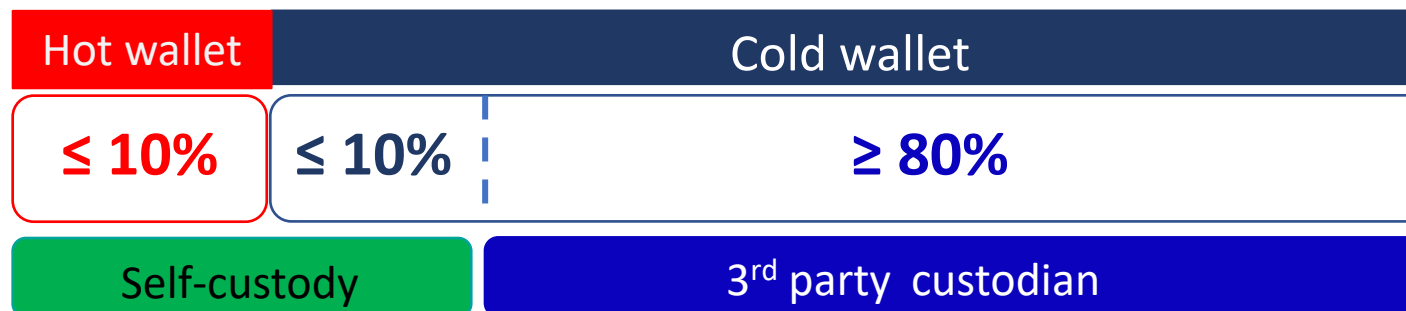 Hot wallet Cold wallet
≤ 10% ≤ 10% ≥ 80%
Self-custody 3rd party custodian